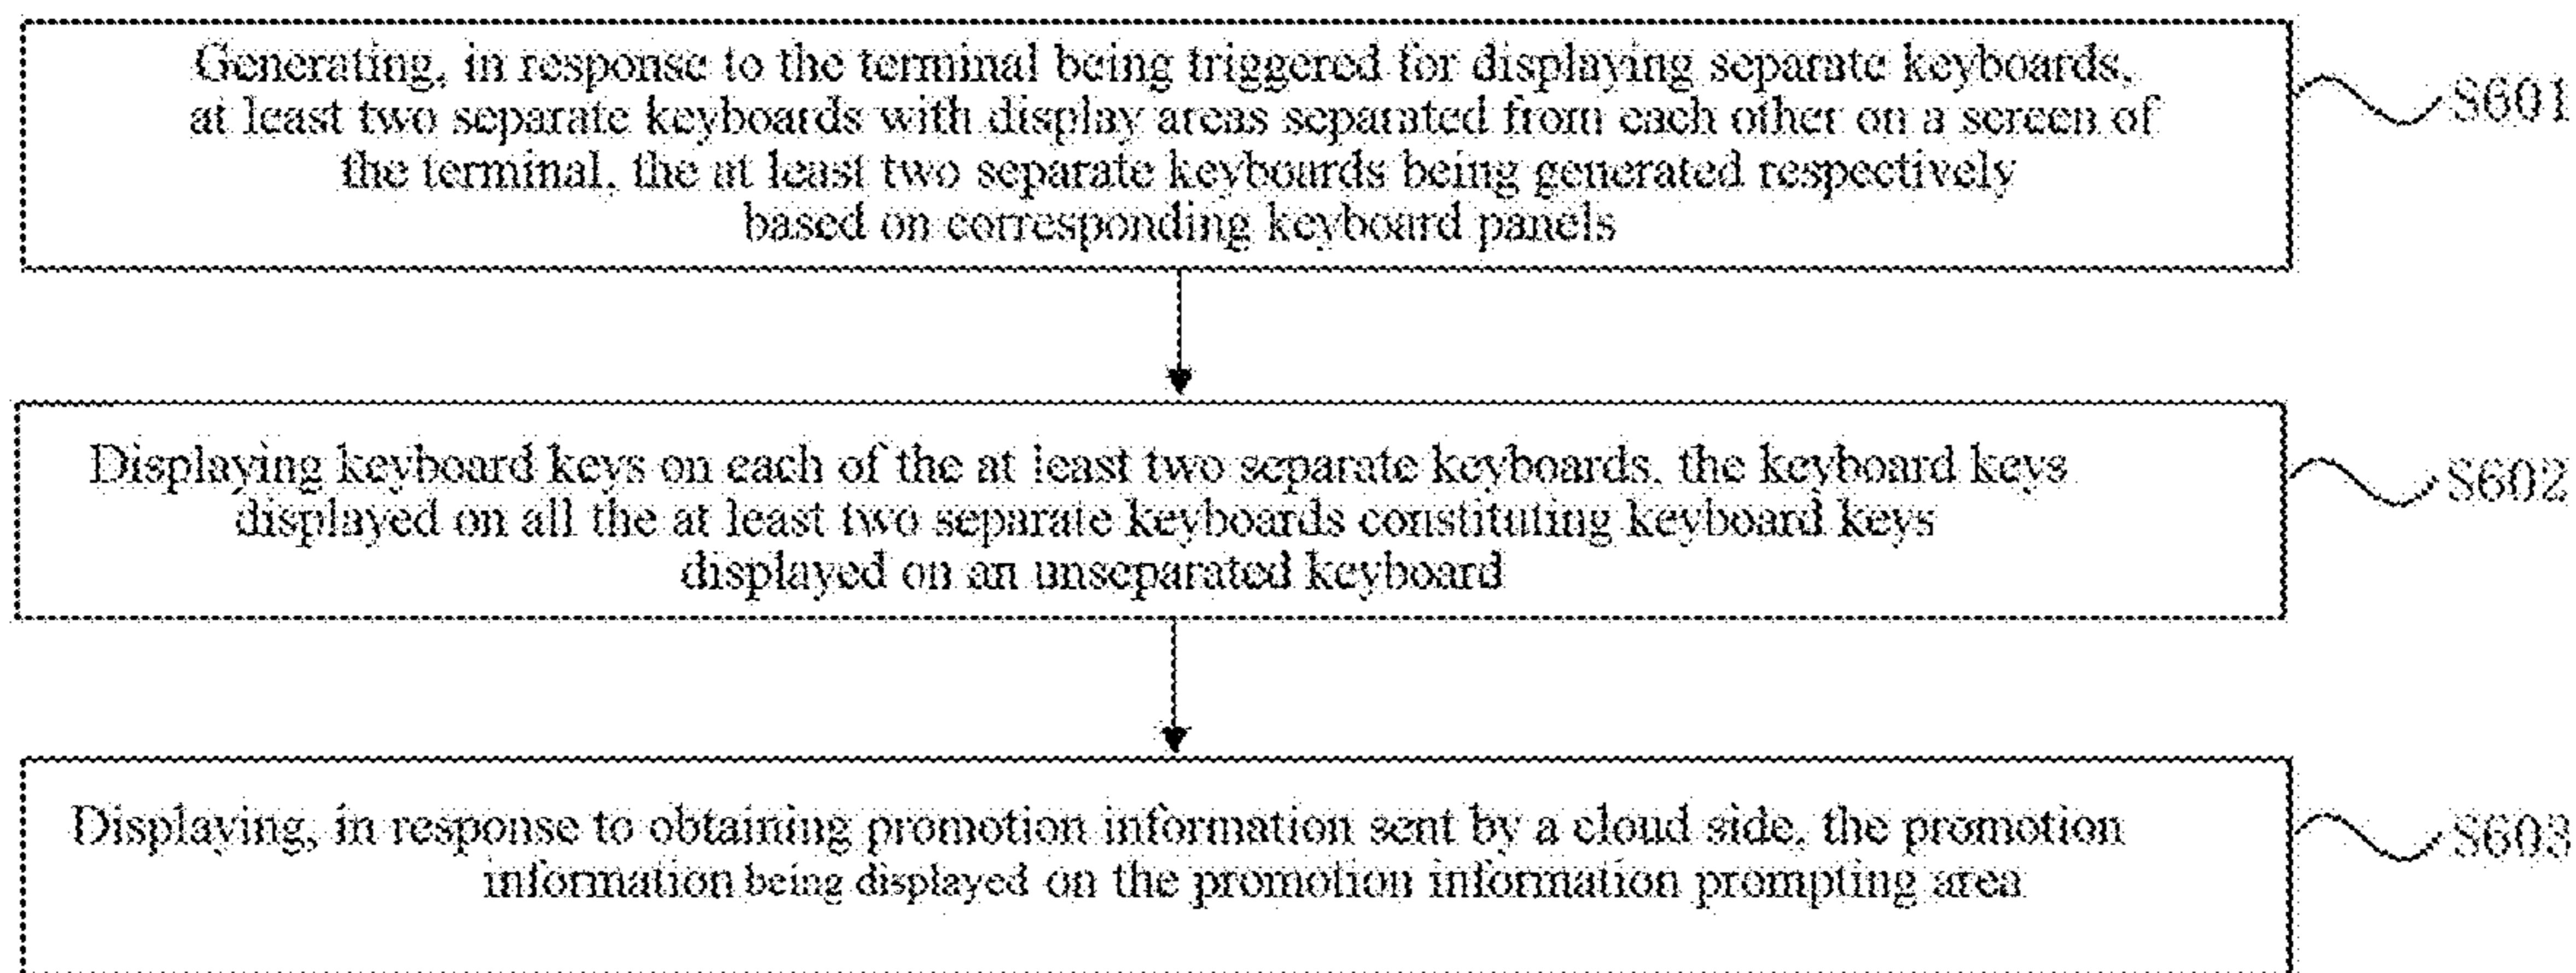 Generating, in response to the terminal being triggered for displaying separate keyboards,
at least two separate keyboards with display areas separated from each other on a screen of
the terminal, the at least two separate keyboards being generated respectively
based on corresponding keyboard panels
S601
Displaying keyboard keys on each of the at least two separate keyboards, the keyboard keys
displayed on all the at least two separate keyboards constituting keyboard keys
displayed on an unseparated keyboard
S602
Displaying, in response to obtaining promotion information sent by a cloud side, the promotion
information being displayed on the promotion information prompting area
S603